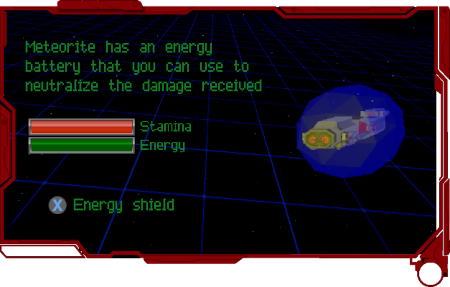 Meteorite has an energy
battery that you can use to
neutralize the damage received
Stamina
Energy
X Energy shield